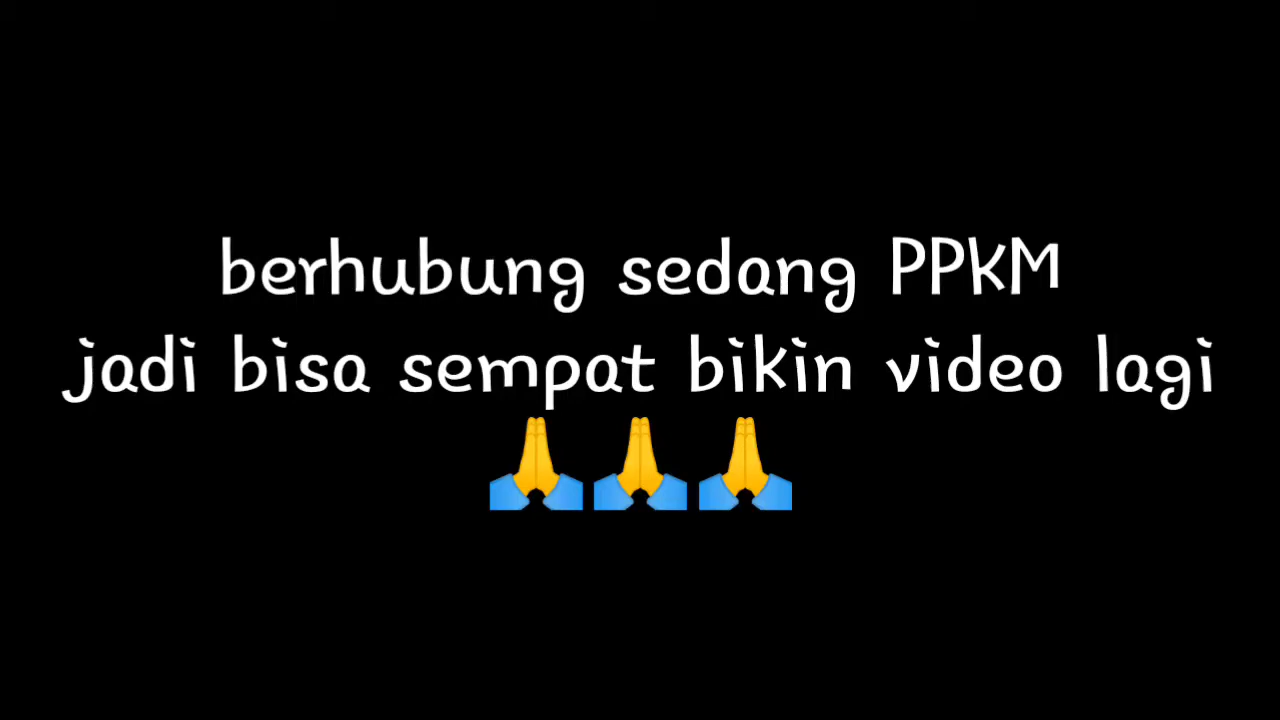 berhubung sedang PPKM
jadi bisa sempat bikin video lagi
🙏🙏🙏